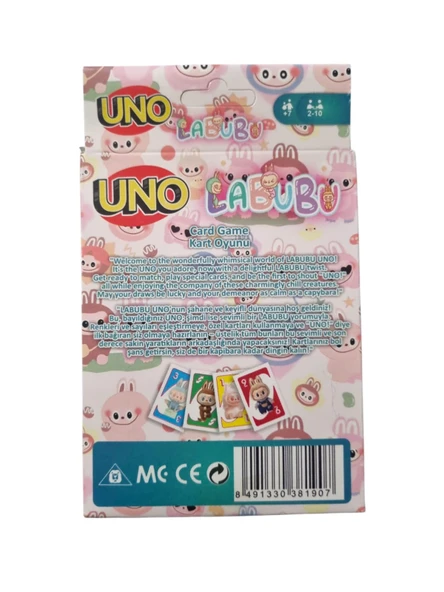 UNO LABUBU
+7 2-10
UNO LABUBU
Card Game
Kart Oyunu
"Welcome to the wonderfully whimsical world of LABUBU UNO!
It's the UNO you adore, now with a delightful LABUBU twist.
Get ready to match, play special cards, and be the first to shout "UNO!"
all while enjoying the company of these charmingly chill creatures.
May your draws be lucky and your demeanor as calm as a capybara!"
"LABUBU UNO'nun şahane ve keyifli dünyasına hoş geldiniz!
Bu, bayıldığınız UNO, şimdi ise sevimli bir LABUBU yorumuyla.
Renkleri ve sayıları eşleştirmeye, özel kartları kullanmaya ve "UNO!" diye
ilk bağıran siz olmaya hazırlanın – üstelik tüm bunları bu sevimli ve son
derece sakin yaratıkların arkadaşlığında yapacaksınız. Kartlarınız bol
şans getirsin, siz de bir kapibara kadar dingin kalın!"
MC CE
8 491330 381907